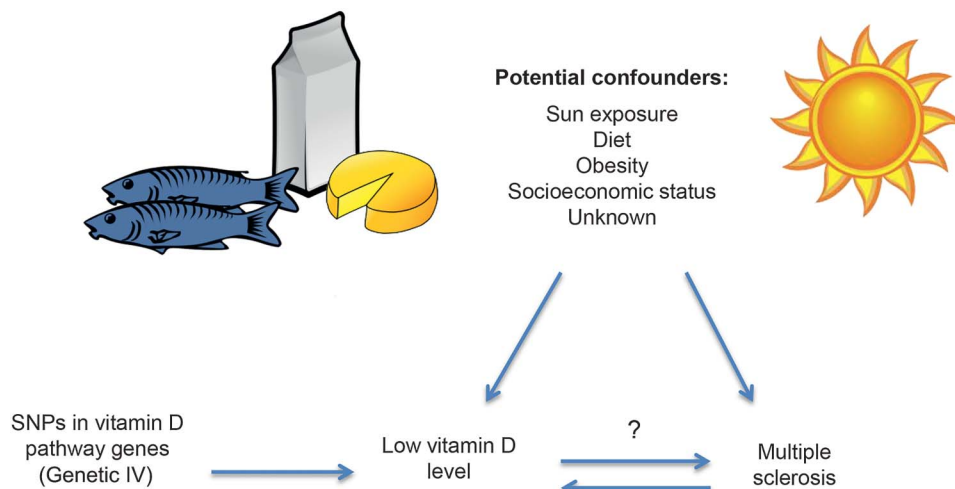 Potential confounders:
Sun exposure
Diet
Obesity
Socioeconomic status
Unknown
SNPs in vitamin D
pathway genes
(Genetic IV)
Low vitamin D
level
?
Multiple
sclerosis